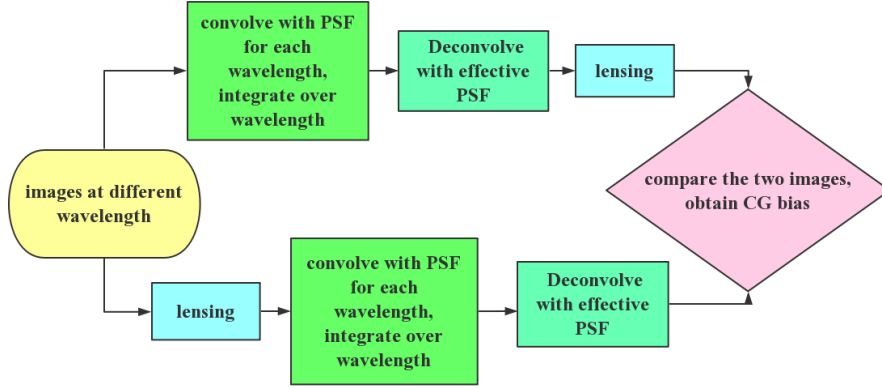 convolve with PSF
for each
wavelength,
integrate over
wavelength
Deconvolve
with effective
PSF
lensing
images at different
wavelength
compare the two images,
obtain CG bias
lensing
convolve with PSF
for each
wavelength,
integrate over
wavelength
Deconvolve
with effective
PSF